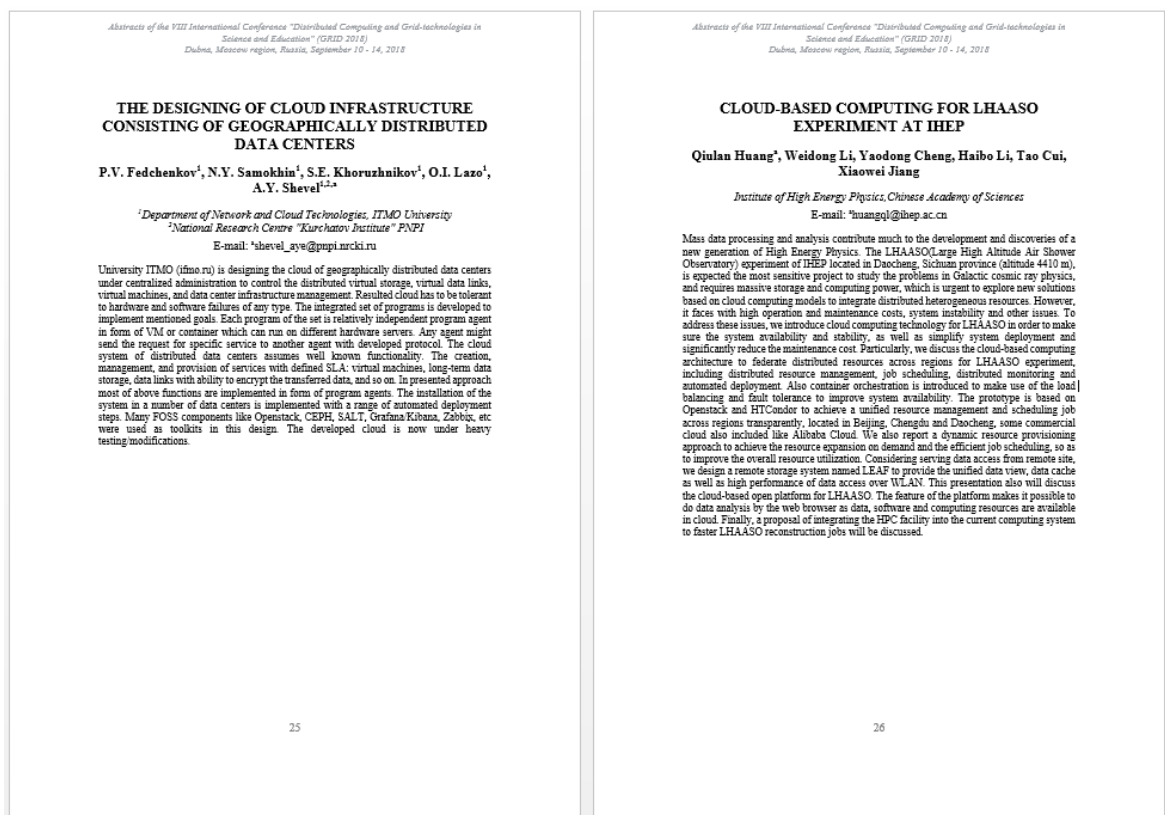 Abstracts of the VIII International Conference "Distributed Computing and Grid-technologies in
Science and Education" (GRID 2018)
Dubna, Moscow region, Russia, September 10 - 14, 2018
THE DESIGNING OF CLOUD INFRASTRUCTURE
CONSISTING OF GEOGRAPHICALLY DISTRIBUTED
DATA CENTERS
P.V. Fedchenkov¹, N.Y. Samokhin¹, S.E. Khoruzhnikov¹, O.I. Lazo¹,
A.Y. Shevel¹,²,ª
¹Department of Network and Cloud Technologies, ITMO University
²National Research Centre "Kurchatov Institute" PNPI
E-mail: ªshevel_aye@pnpi.nrcki.ru
University ITMO (ifmo.ru) is designing the cloud of geographically distributed data centers
under centralized administration to control the distributed virtual storage, virtual data links,
virtual machines, and data center infrastructure management. Resulted cloud has to be tolerant
to hardware and software failures of any type. The integrated set of programs is developed to
implement mentioned goals. Each program of the set is relatively independent program agent
in form of VM or container which can run on different hardware servers. Any agent might
send the request for specific service to another agent with developed protocol. The cloud
system of distributed data centers assumes well known functionality. The creation,
management, and provision of services with defined SLA: virtual machines, long-term data
storage, data links with ability to encrypt the transferred data, and so on. In presented approach
most of above functions are implemented in form of program agents. The installation of the
system in a number of data centers is implemented with a range of automated deployment
steps. Many FOSS components like Openstack, CEPH, SALT, Grafana/Kibana, Zabbix, etc
were used as toolkits in this design. The developed cloud is now under heavy
testing/modifications.
25
Abstracts of the VIII International Conference "Distributed Computing and Grid-technologies in
Science and Education" (GRID 2018)
Dubna, Moscow region, Russia, September 10 - 14, 2018
CLOUD-BASED COMPUTING FOR LHAASO
EXPERIMENT AT IHEP
Qiulan Huangª, Weidong Li, Yaodong Cheng, Haibo Li, Tao Cui,
Xiaowei Jiang
Institute of High Energy Physics,Chinese Academy of Sciences
E-mail: ªhuangql@ihep.ac.cn
Mass data processing and analysis contribute much to the development and discoveries of a
new generation of High Energy Physics. The LHAASO(Large High Altitude Air Shower
Observatory) experiment of IHEP located in Daocheng, Sichuan province (altitude 4410 m),
is expected the most sensitive project to study the problems in Galactic cosmic ray physics,
and requires massive storage and computing power, which is urgent to explore new solutions
based on cloud computing models to integrate distributed heterogeneous resources. However,
it faces with high operation and maintenance costs, system instability and other issues. To
address these issues, we introduce cloud computing technology for LHAASO in order to make
sure the system availability and stability, as well as simplify system deployment and
significantly reduce the maintenance cost. Particularly, we discuss the cloud-based computing
architecture to federate distributed resources across regions for LHAASO experiment,
including distributed resource management, job scheduling, distributed monitoring and
automated deployment. Also container orchestration is introduced to make use of the load
balancing and fault tolerance to improve system availability. The prototype is based on
Openstack and HTCondor to achieve a unified resource management and scheduling job
across regions transparently, located in Beijing, Chengdu and Daocheng, some commercial
cloud also included like Alibaba Cloud. We also report a dynamic resource provisioning
approach to achieve the resource expansion on demand and the efficient job scheduling, so as
to improve the overall resource utilization. Considering serving data access from remote site,
we design a remote storage system named LEAF to provide the unified data view, data cache
as well as high performance of data access over WLAN. This presentation also will discuss
the cloud-based open platform for LHAASO. The feature of the platform makes it possible to
do data analysis by the web browser as data, software and computing resources are available
in cloud. Finally, a proposal of integrating the HPC facility into the current computing system
to faster LHAASO reconstruction jobs will be discussed.
26